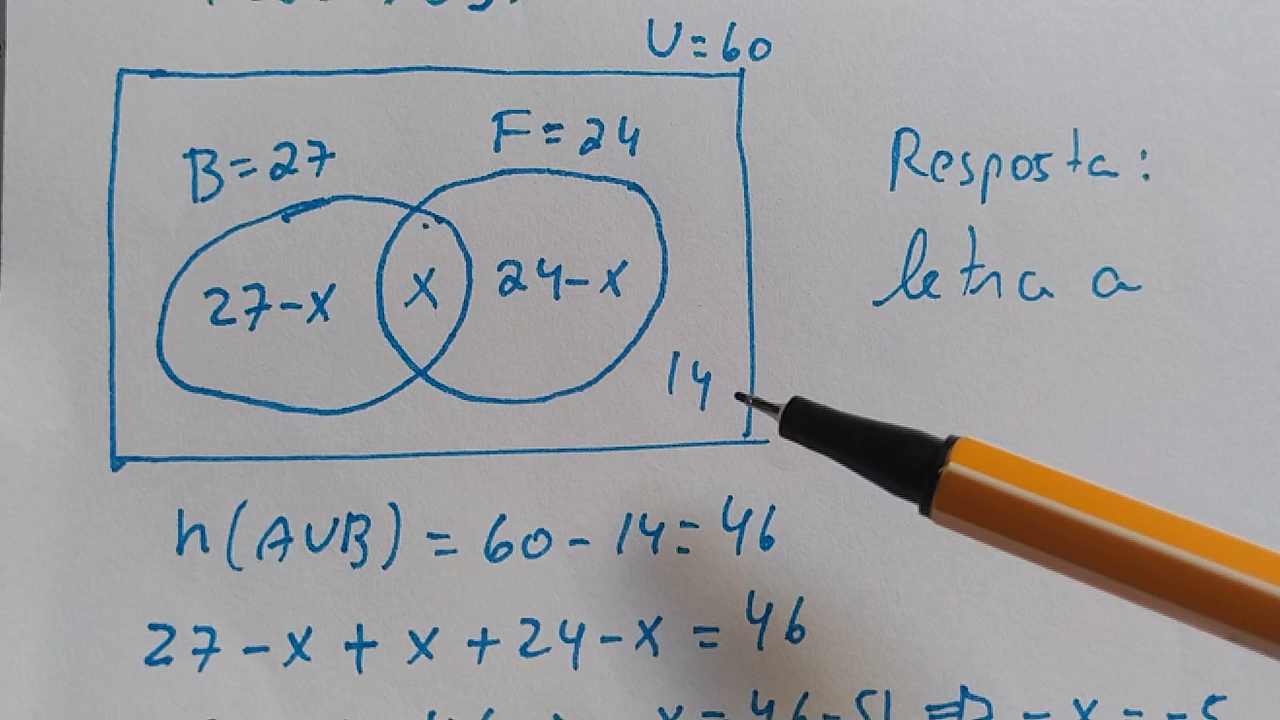 U=60
F=24
B=27
27-x
x
24-x
14
Resposta:
letra a
n(AUB) = 60-14=46
27-x+x+24-x=46